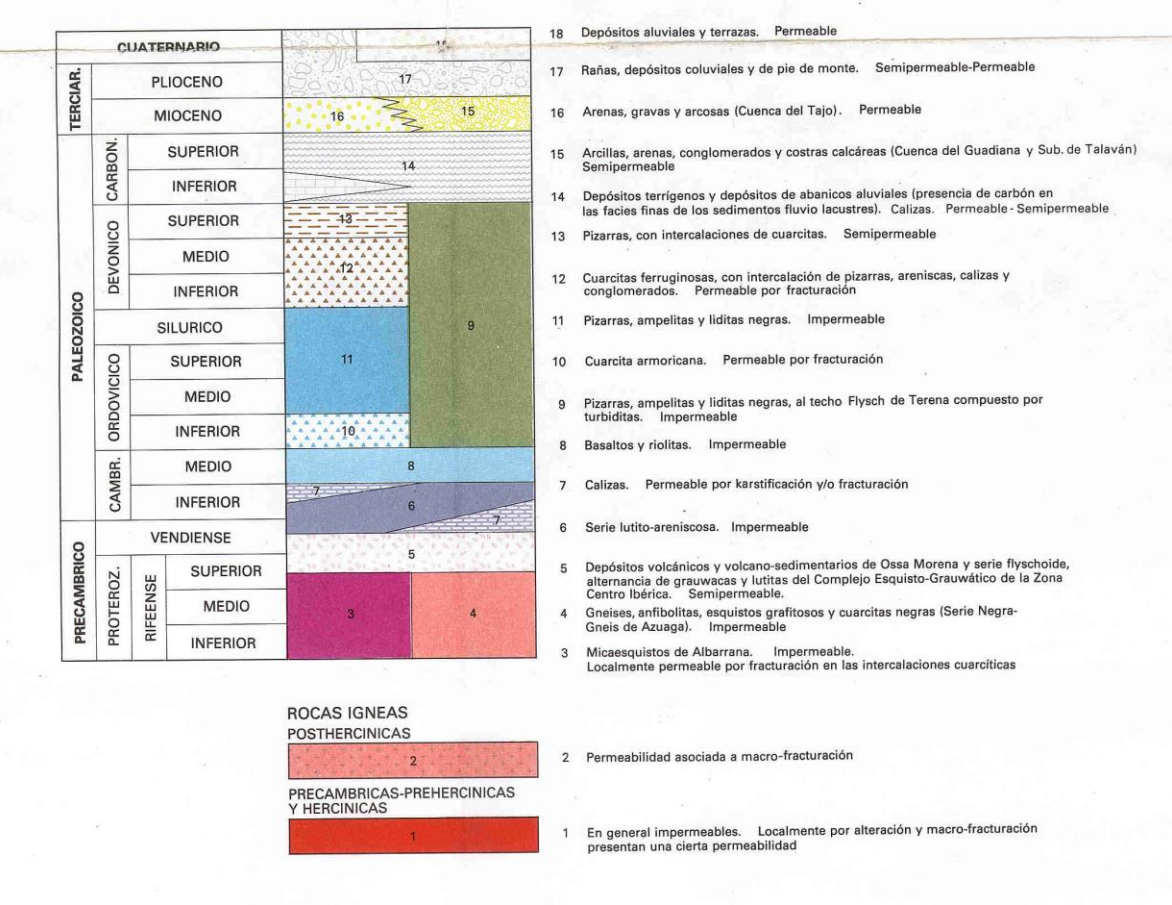 CUATERNARIO
18
18 Depósitos aluviales y terrazas. Permeable
TERCIAR.
PLIOCENO
17
17 Rañas, depósitos coluviales y de pie de monte. Semipermeable-Permeable
MIOCENO
16
15
16 Arenas, gravas y arcosas (Cuenca del Tajo). Permeable
PALEOZOICO
CARBON.
SUPERIOR
INFERIOR
14
15 Arcillas, arenas, conglomerados y costras calcáreas (Cuenca del Guadiana y Sub. de Talaván)
Semipermeable
14 Depósitos terrígenos y depósitos de abanicos aluviales (presencia de carbón en
las facies finas de los sedimentos fluvio lacustres). Calizas. Permeable - Semipermeable
DEVONICO
SUPERIOR
MEDIO
INFERIOR
13
12
9
13 Pizarras, con intercalaciones de cuarcitas. Semipermeable
12 Cuarcitas ferruginosas, con intercalación de pizarras, areniscas, calizas y
conglomerados. Permeable por fracturación
SILURICO
11
11 Pizarras, ampelitas y liditas negras. Impermeable
ORDOVICICO
SUPERIOR
MEDIO
INFERIOR
10
10 Cuarcita armoricana. Permeable por fracturación
9 Pizarras, ampelitas y liditas negras, al techo Flysch de Terena compuesto por
turbiditas. Impermeable
CAMBR.
MEDIO
INFERIOR
8
7
6
7
8 Basaltos y riolitas. Impermeable
7 Calizas. Permeable por karstificación y/o fracturación
6 Serie lutito-areniscosa. Impermeable
PRECAMBRICO
VENDIENSE
5
5 Depósitos volcánicos y volcano-sedimentarios de Ossa Morena y serie flyschoide,
alternancia de grauwacas y lutitas del Complejo Esquisto-Grauwático de la Zona
Centro Ibérica. Semipermeable.
PROTEROZ.
RIFEENSE
SUPERIOR
MEDIO
INFERIOR
3
4
4 Gneises, anfibolitas, esquistos grafitosos y cuarcitas negras (Serie Negra-
Gneis de Azuaga). Impermeable
3 Micaesquistos de Albarrana. Impermeable.
Localmente permeable por fracturación en las intercalaciones cuarcíticas
ROCAS IGNEAS
POSTHERCINICAS
2
2 Permeabilidad asociada a macro-fracturación
PRECAMBRICAS-PREHERCINICAS
Y HERCINICAS
1
1 En general impermeables. Localmente por alteración y macro-fracturación
presentan una cierta permeabilidad